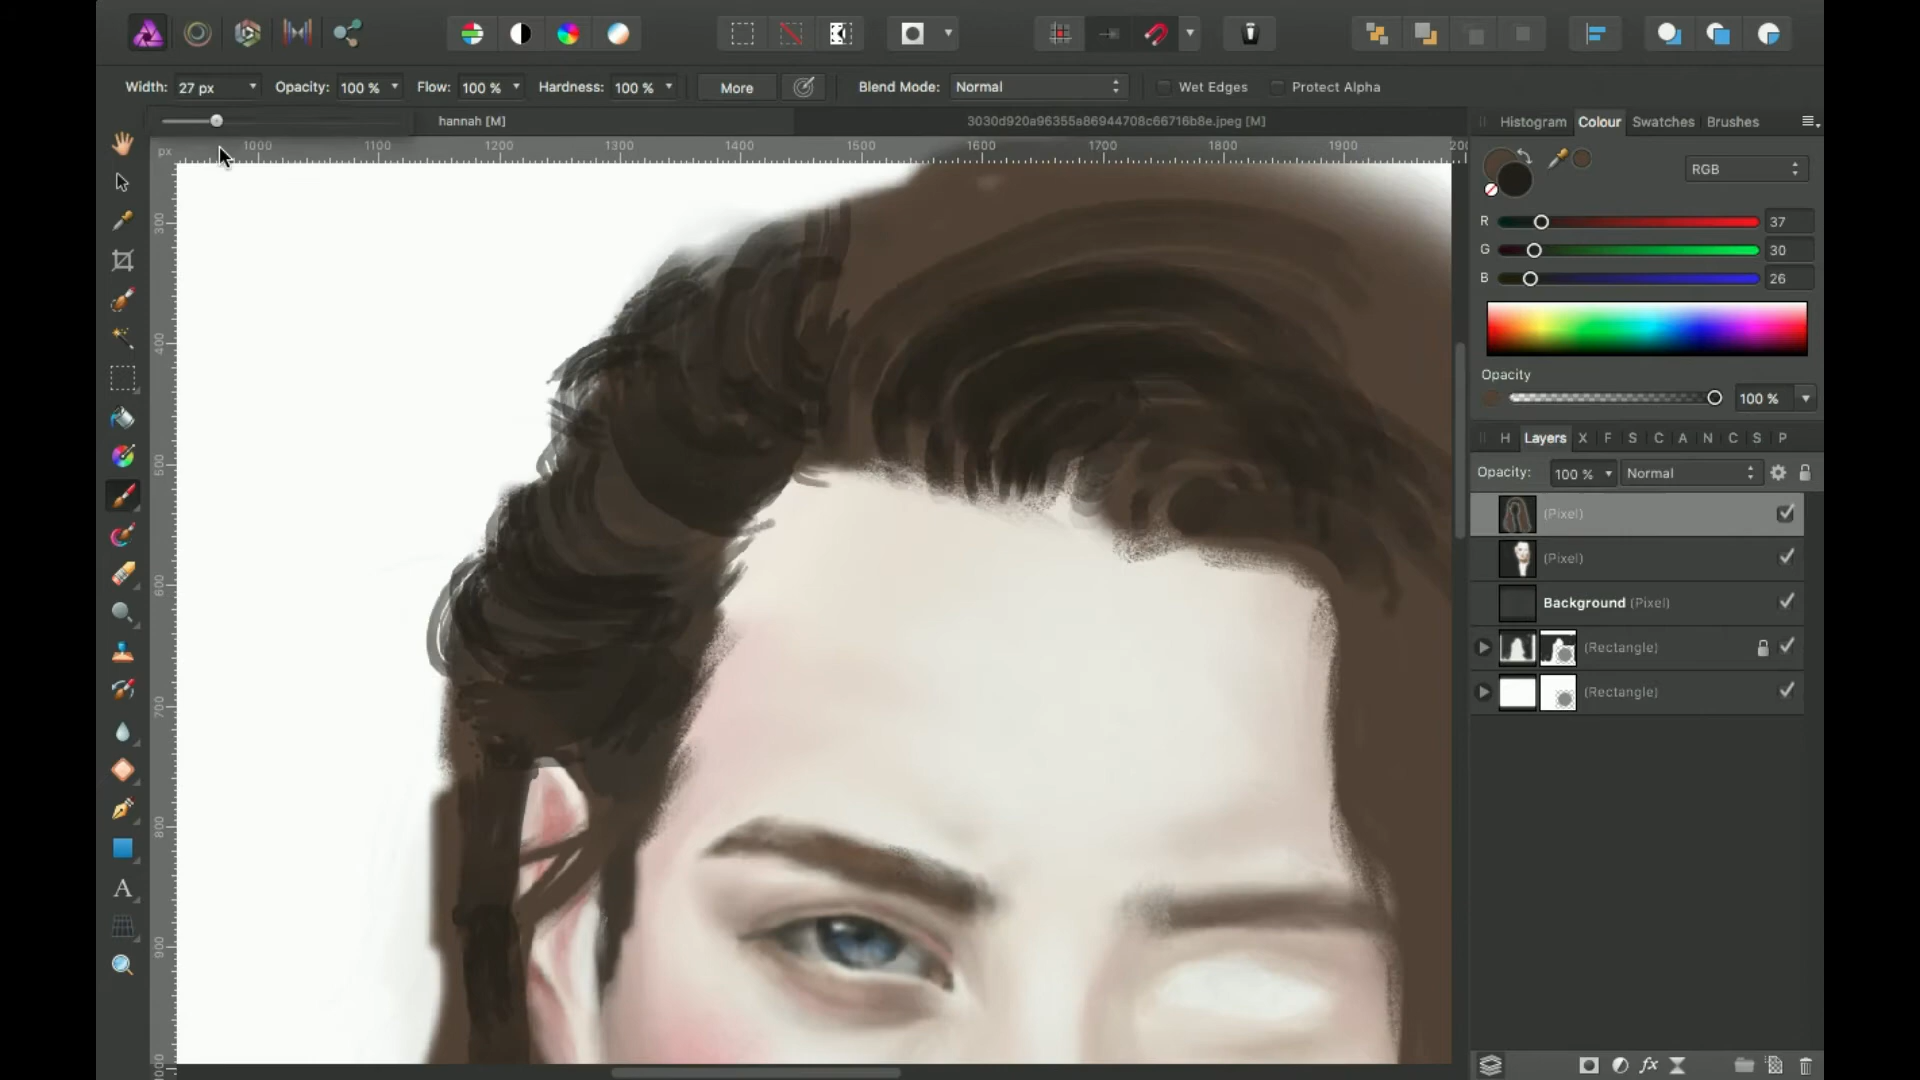 Width: 27 px Opacity: 100 % Flow: 100 % Hardness: 100 % More Blend Mode: Normal Wet Edges Protect Alpha
hannah [M] 3030d920a96355a86944708c66716b8e.jpeg [M]
Histogram Colour Swatches Brushes
px 1000 1100 1200 1300 1400 1500 1600 1700 1800 1900 200
RGB
R 37
G 30
B 26
Opacity
100 %
H Layers X F S C A N C S P
Opacity: 100 % Normal
(Pixel)
(Pixel)
Background (Pixel)
(Rectangle)
(Rectangle)
300
400
500
600
700
800
900
A
fx